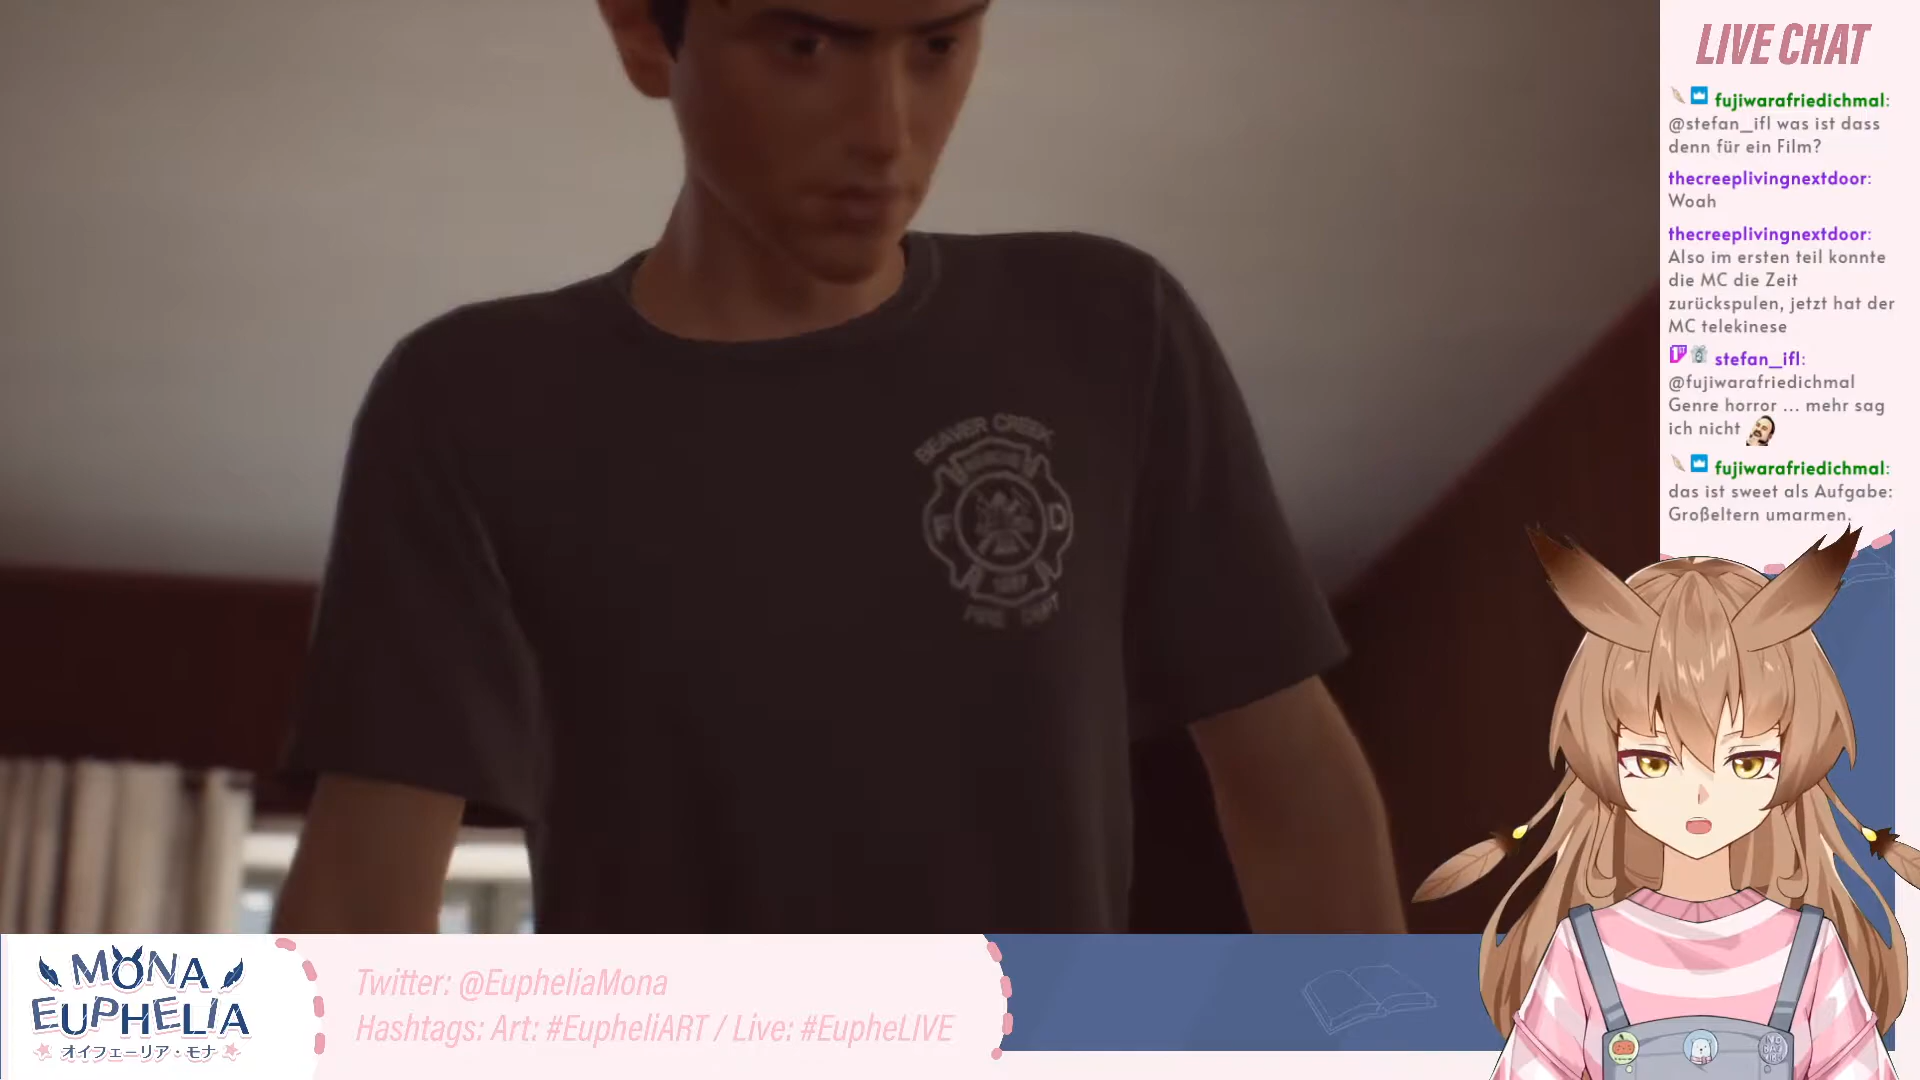 LIVE CHAT
fujiwarafriedichmal:
@stefan_ifl was ist dass
denn für ein Film?
thecreeplivingnextdoor:
Woah
thecreeplivingnextdoor:
Also im ersten teil konnte
die MC die Zeit
zurückspulen, jetzt hat der
MC telekinese
stefan_ifl:
@fujiwarafriedichmal
Genre horror ... mehr sag
ich nicht
fujiwarafriedichmal:
das ist sweet als Aufgabe:
Großeltern umarmen.
BEAVER CREEK
F D
FIRE DEPT
MONA
EUPHELIA
オイフェーリア・モナ
Twitter: @EupheliaMona
Hashtags: Art: #EupheliART / Live: #EupheLIVE